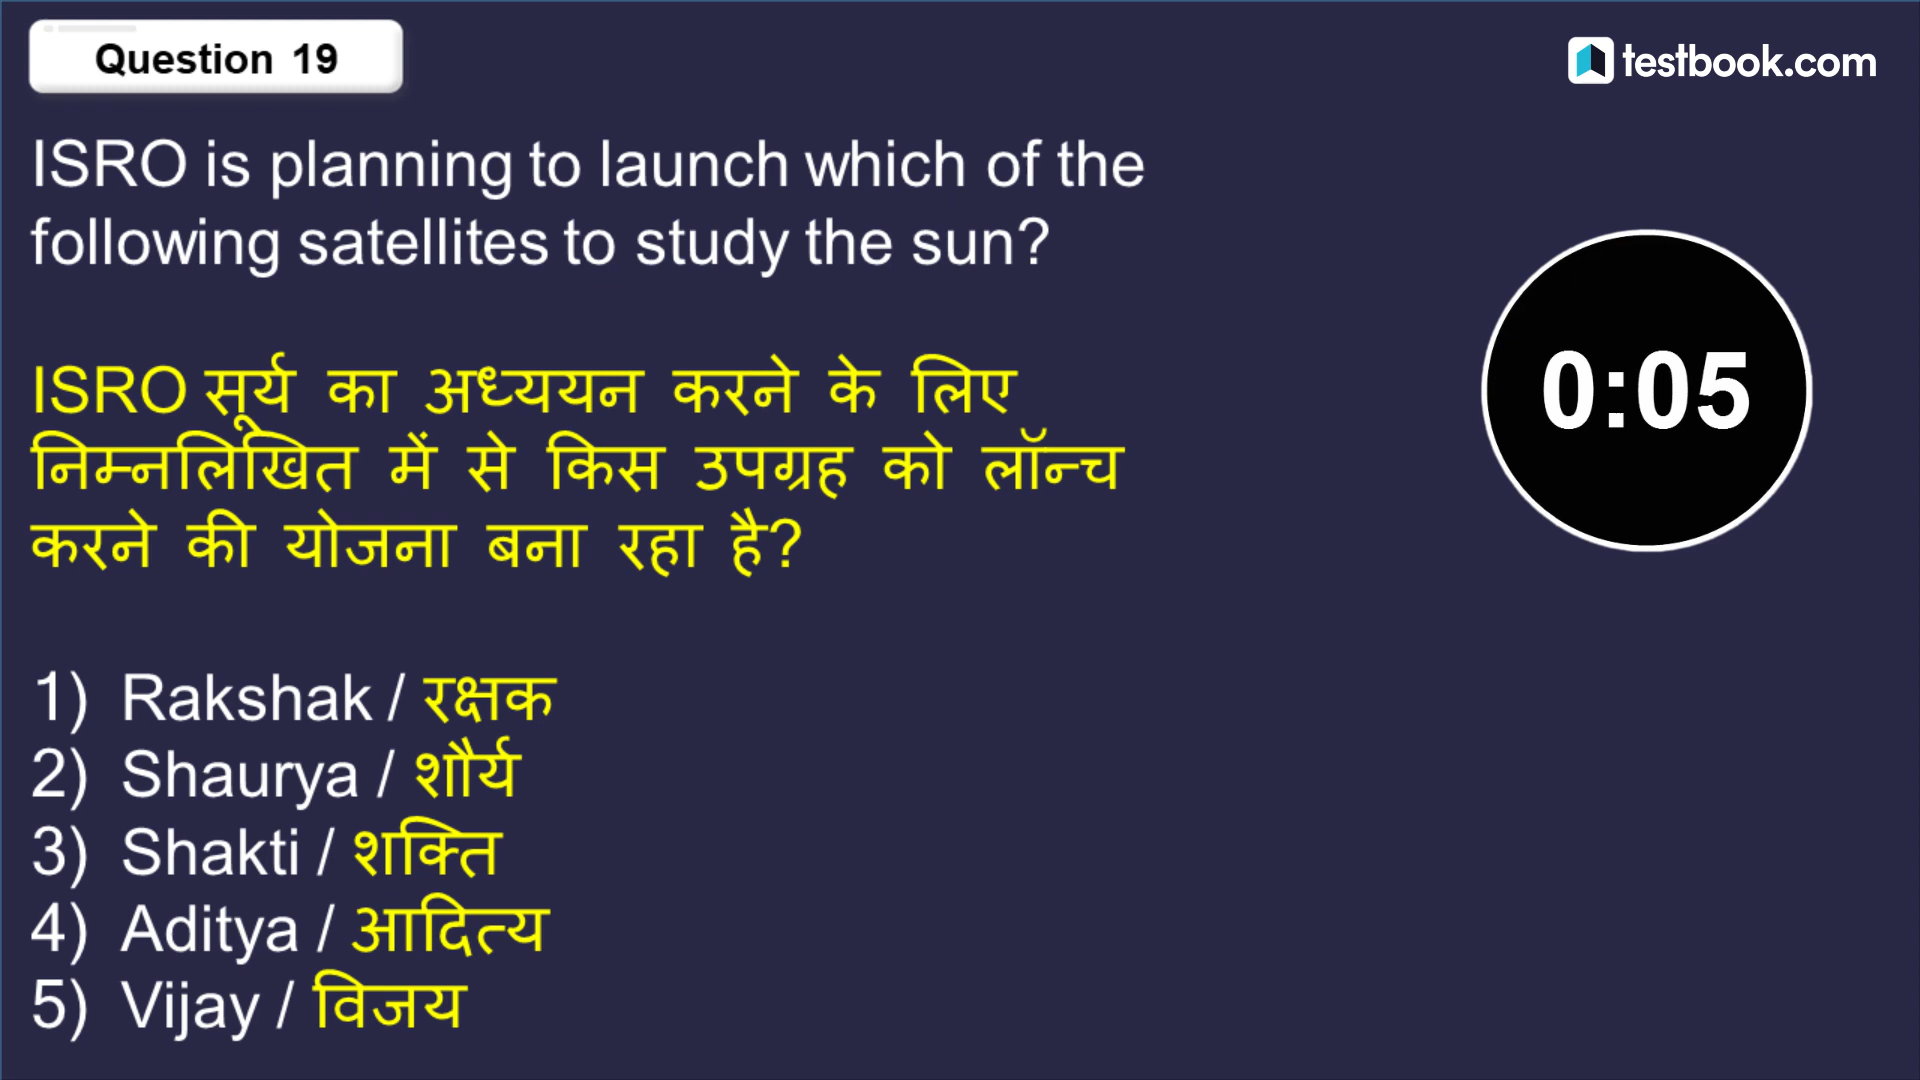 Question 19
testbook.com
ISRO is planning to launch which of the
following satellites to study the sun?
ISRO सूर्य का अध्ययन करने के लिए
निम्नलिखित में से किस उपग्रह को लॉन्च
करने की योजना बना रहा है?
0:05
1) Rakshak / रक्षक
2) Shaurya / शौर्य
3) Shakti / शक्ति
4) Aditya / आदित्य
5) Vijay / विजय